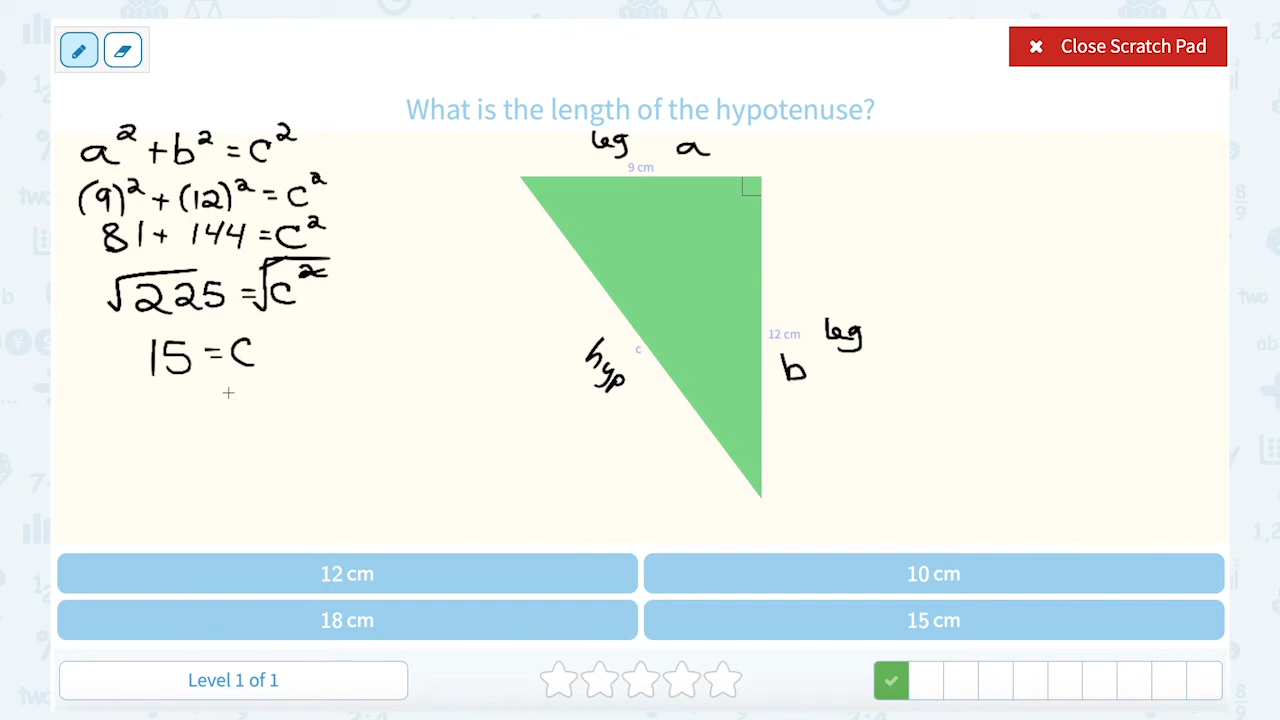 Close Scratch Pad
What is the length of the hypotenuse?
a² + b² = c²
(9)² + (12)² = c²
81 + 144 = c²
√225 = √c²
15 = c
leg a
9 cm
12 cm leg
b
hyp c
12 cm
10 cm
18 cm
15 cm
Level 1 of 1